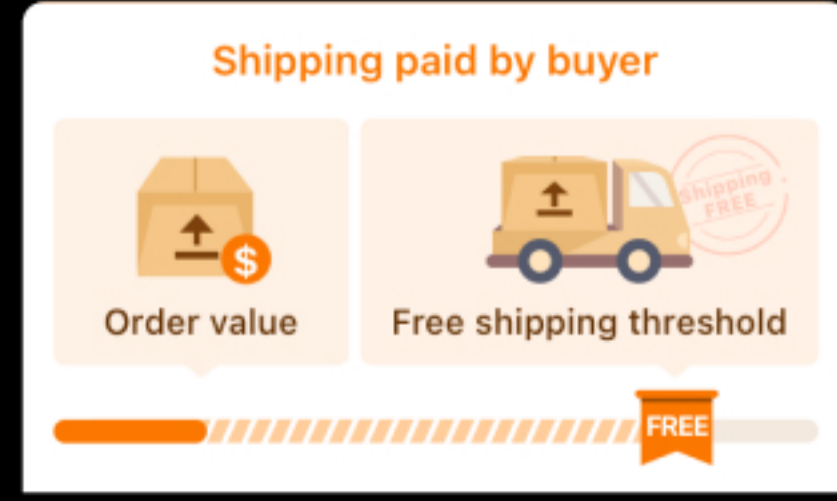 Shipping paid by buyer
$
Shipping
FREE
Order value
Free shipping threshold
FREE